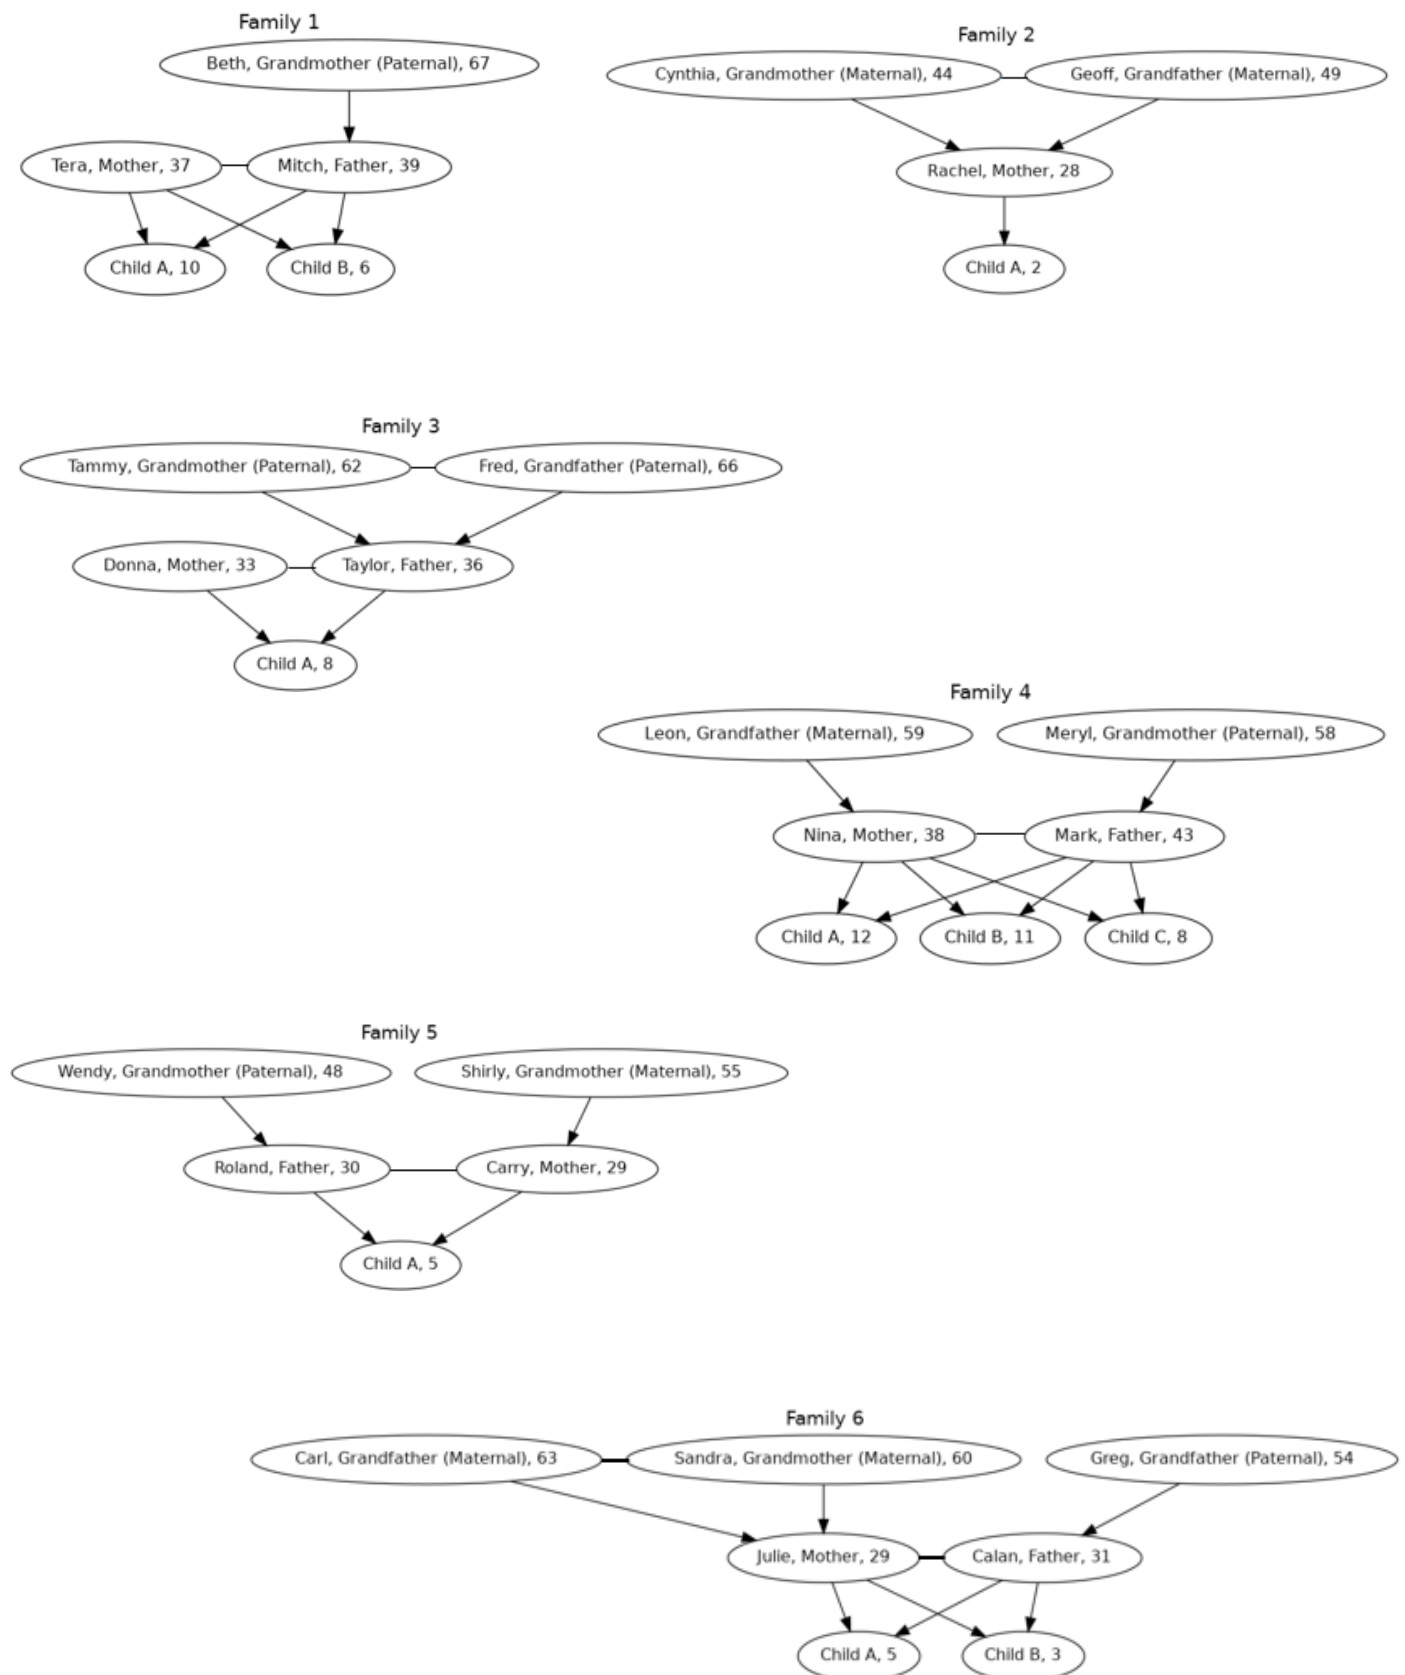 Family 1
Beth, Grandmother (Paternal), 67
Tera, Mother, 37
Mitch, Father, 39
Child A, 10
Child B, 6
Family 2
Cynthia, Grandmother (Maternal), 44
Geoff, Grandfather (Maternal), 49
Rachel, Mother, 28
Child A, 2
Family 3
Tammy, Grandmother (Paternal), 62
Fred, Grandfather (Paternal), 66
Donna, Mother, 33
Taylor, Father, 36
Child A, 8
Family 4
Leon, Grandfather (Maternal), 59
Meryl, Grandmother (Paternal), 58
Nina, Mother, 38
Mark, Father, 43
Child A, 12
Child B, 11
Child C, 8
Family 5
Wendy, Grandmother (Paternal), 48
Shirly, Grandmother (Maternal), 55
Roland, Father, 30
Carry, Mother, 29
Child A, 5
Family 6
Carl, Grandfather (Maternal), 63
Sandra, Grandmother (Maternal), 60
Greg, Grandfather (Paternal), 54
Julie, Mother, 29
Calan, Father, 31
Child A, 5
Child B, 3